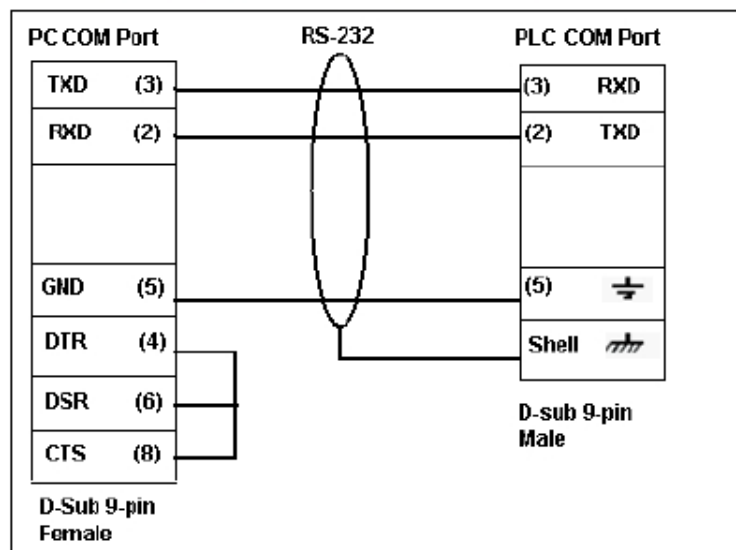 PC COM Port
RS-232
PLC COM Port
TXD (3)
(3) RXD
RXD (2)
(2) TXD
GND (5)
(5)
DTR (4)
Shell
DSR (6)
CTS (8)
D-sub 9-pin
Male
D-Sub 9-pin
Female